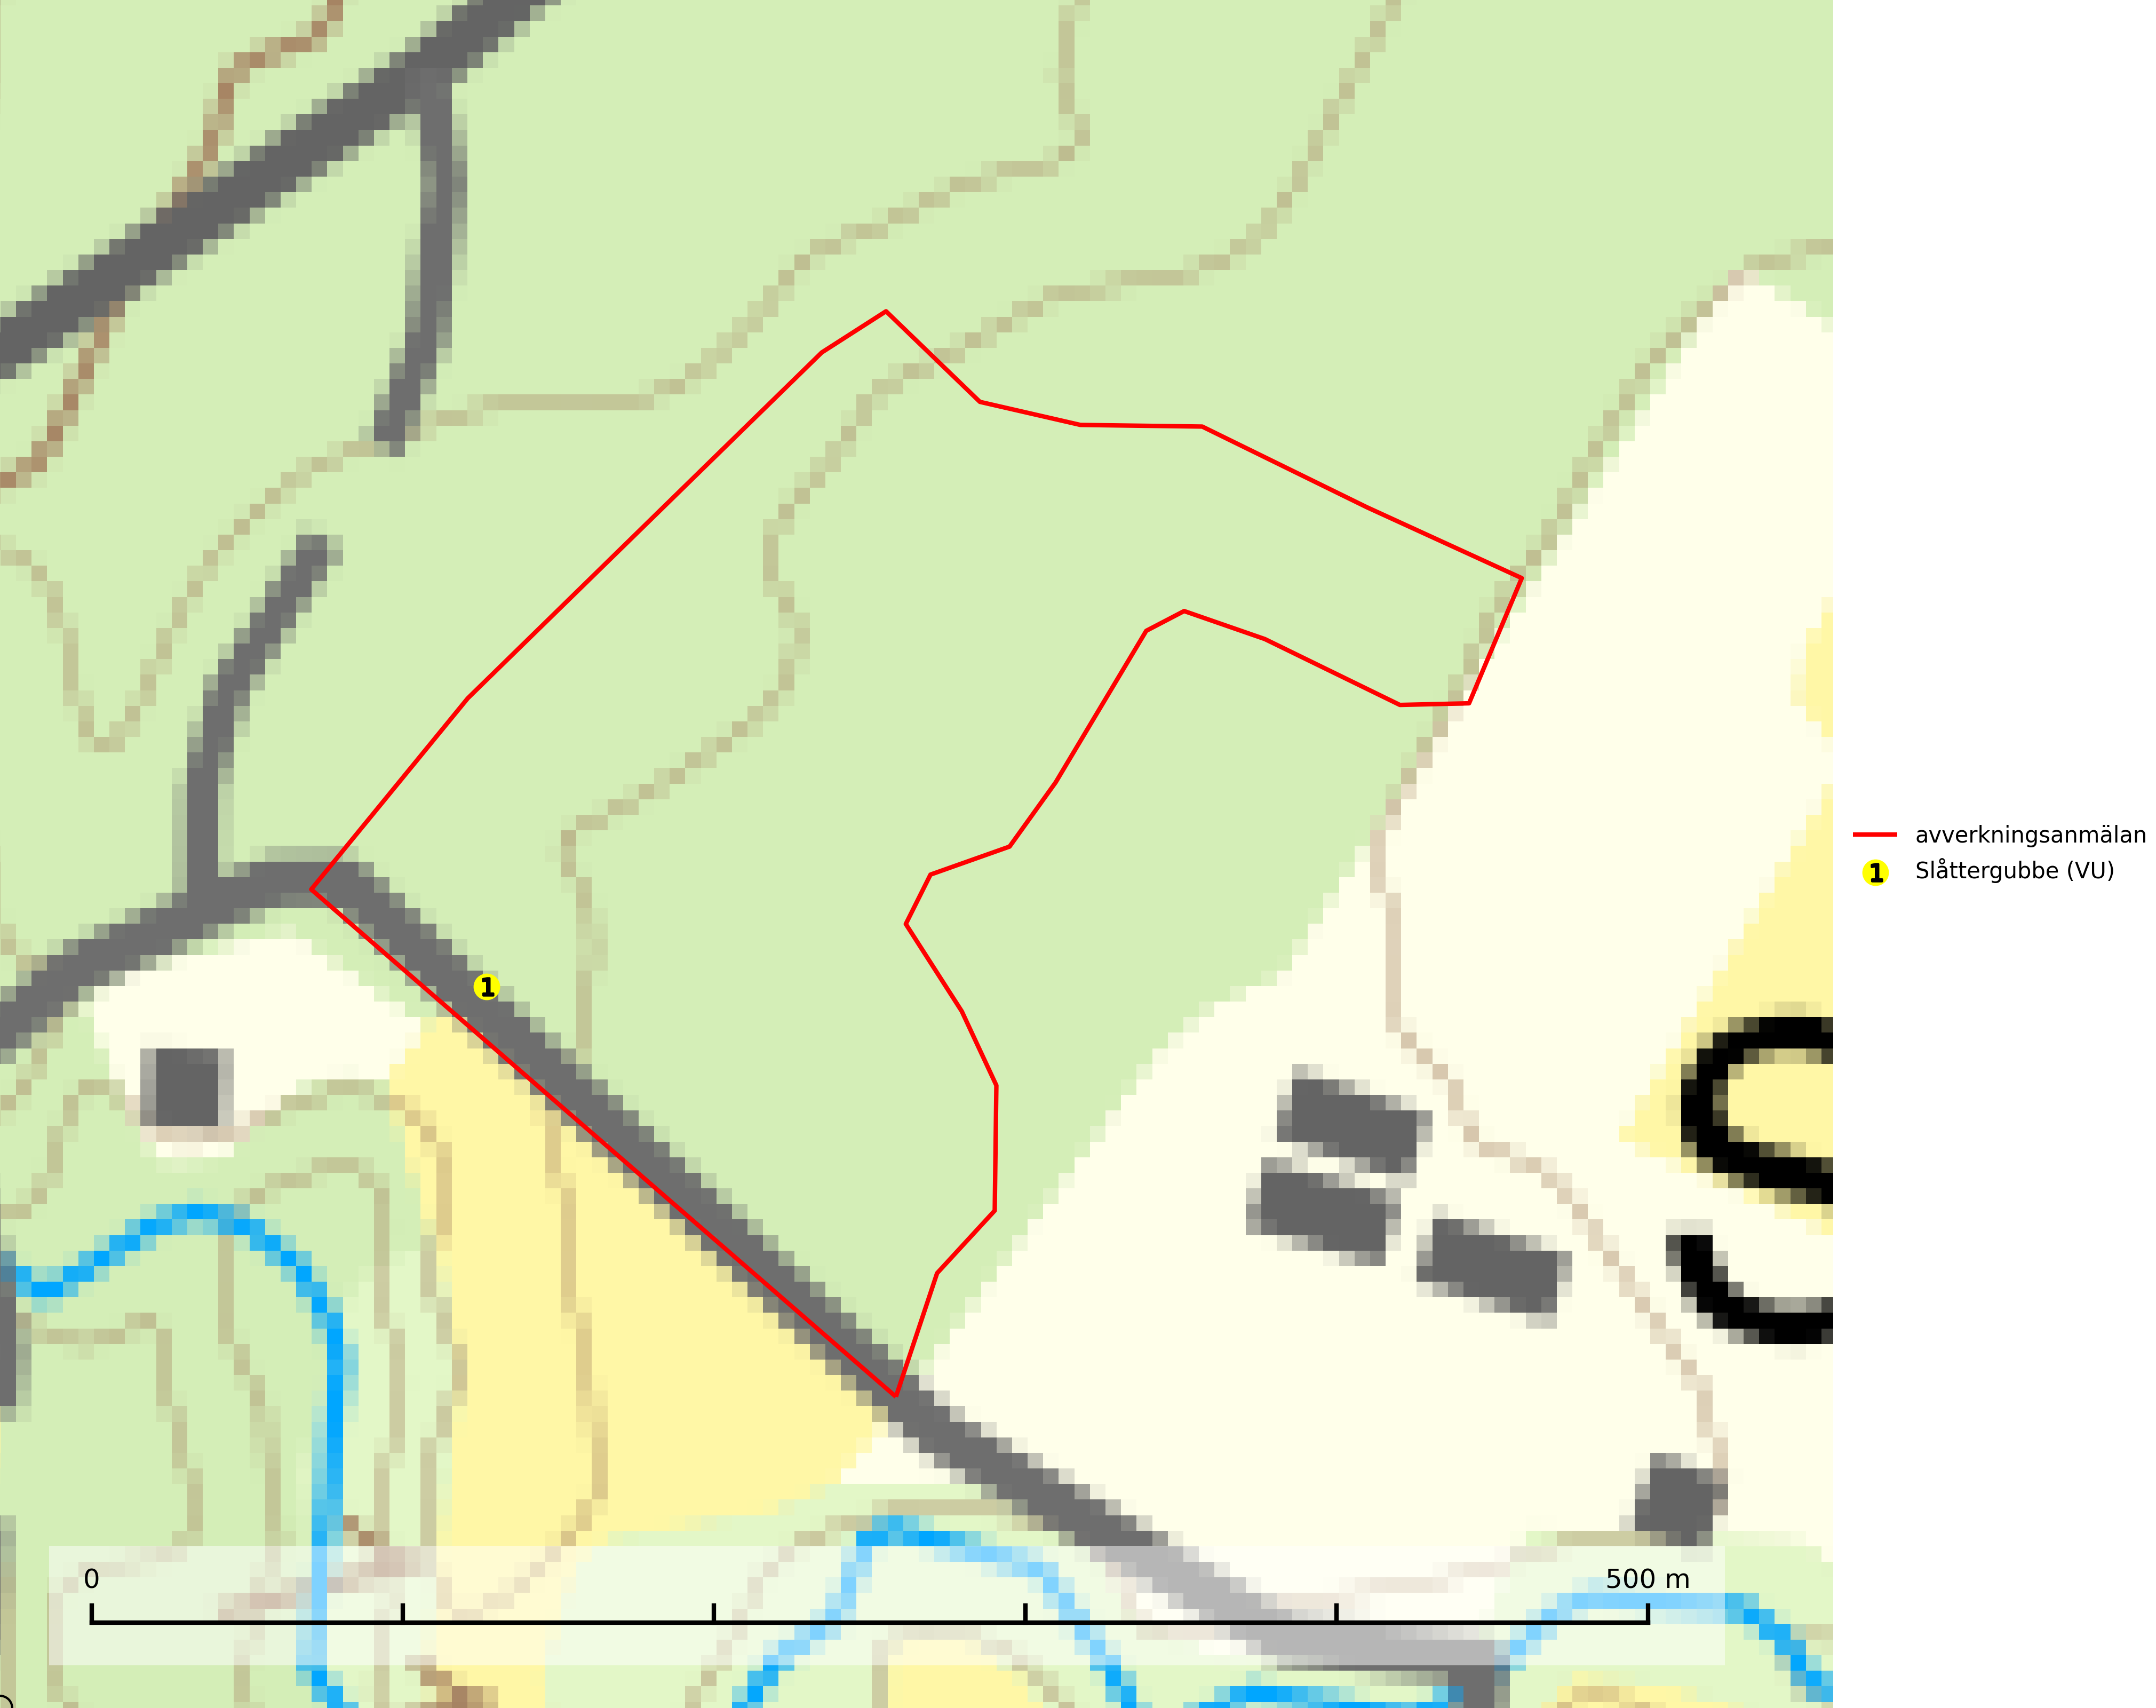 avverkningsanmälan
1 Slåttergubbe (VU)
1
0 500 m